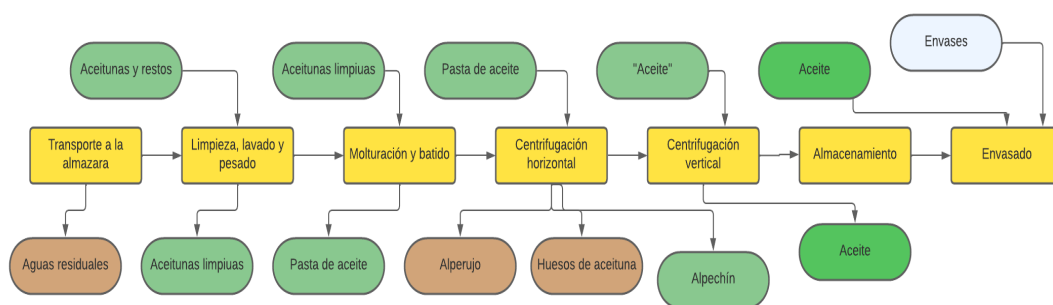 Envases
Aceitunas y restos
Aceitunas limpiuas
Pasta de aceite
"Aceite"
Aceite
Transporte a la
almazara
Limpieza, lavado y
pesado
Molturación y batido
Centrifugación
horizontal
Centrifugación
vertical
Almacenamiento
Envasado
Aguas residuales
Aceitunas limpiuas
Pasta de aceite
Alperujo
Huesos de aceituna
Alpechín
Aceite